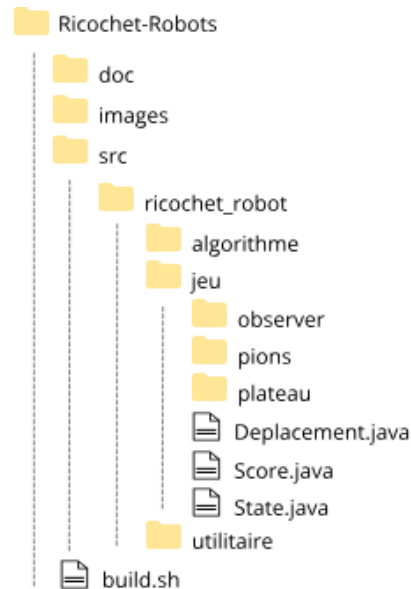 Ricochet-Robots
doc
images
src
ricochet_robot
algorithme
jeu
observer
pions
plateau
Deplacement.java
Score.java
State.java
utilitaire
build.sh